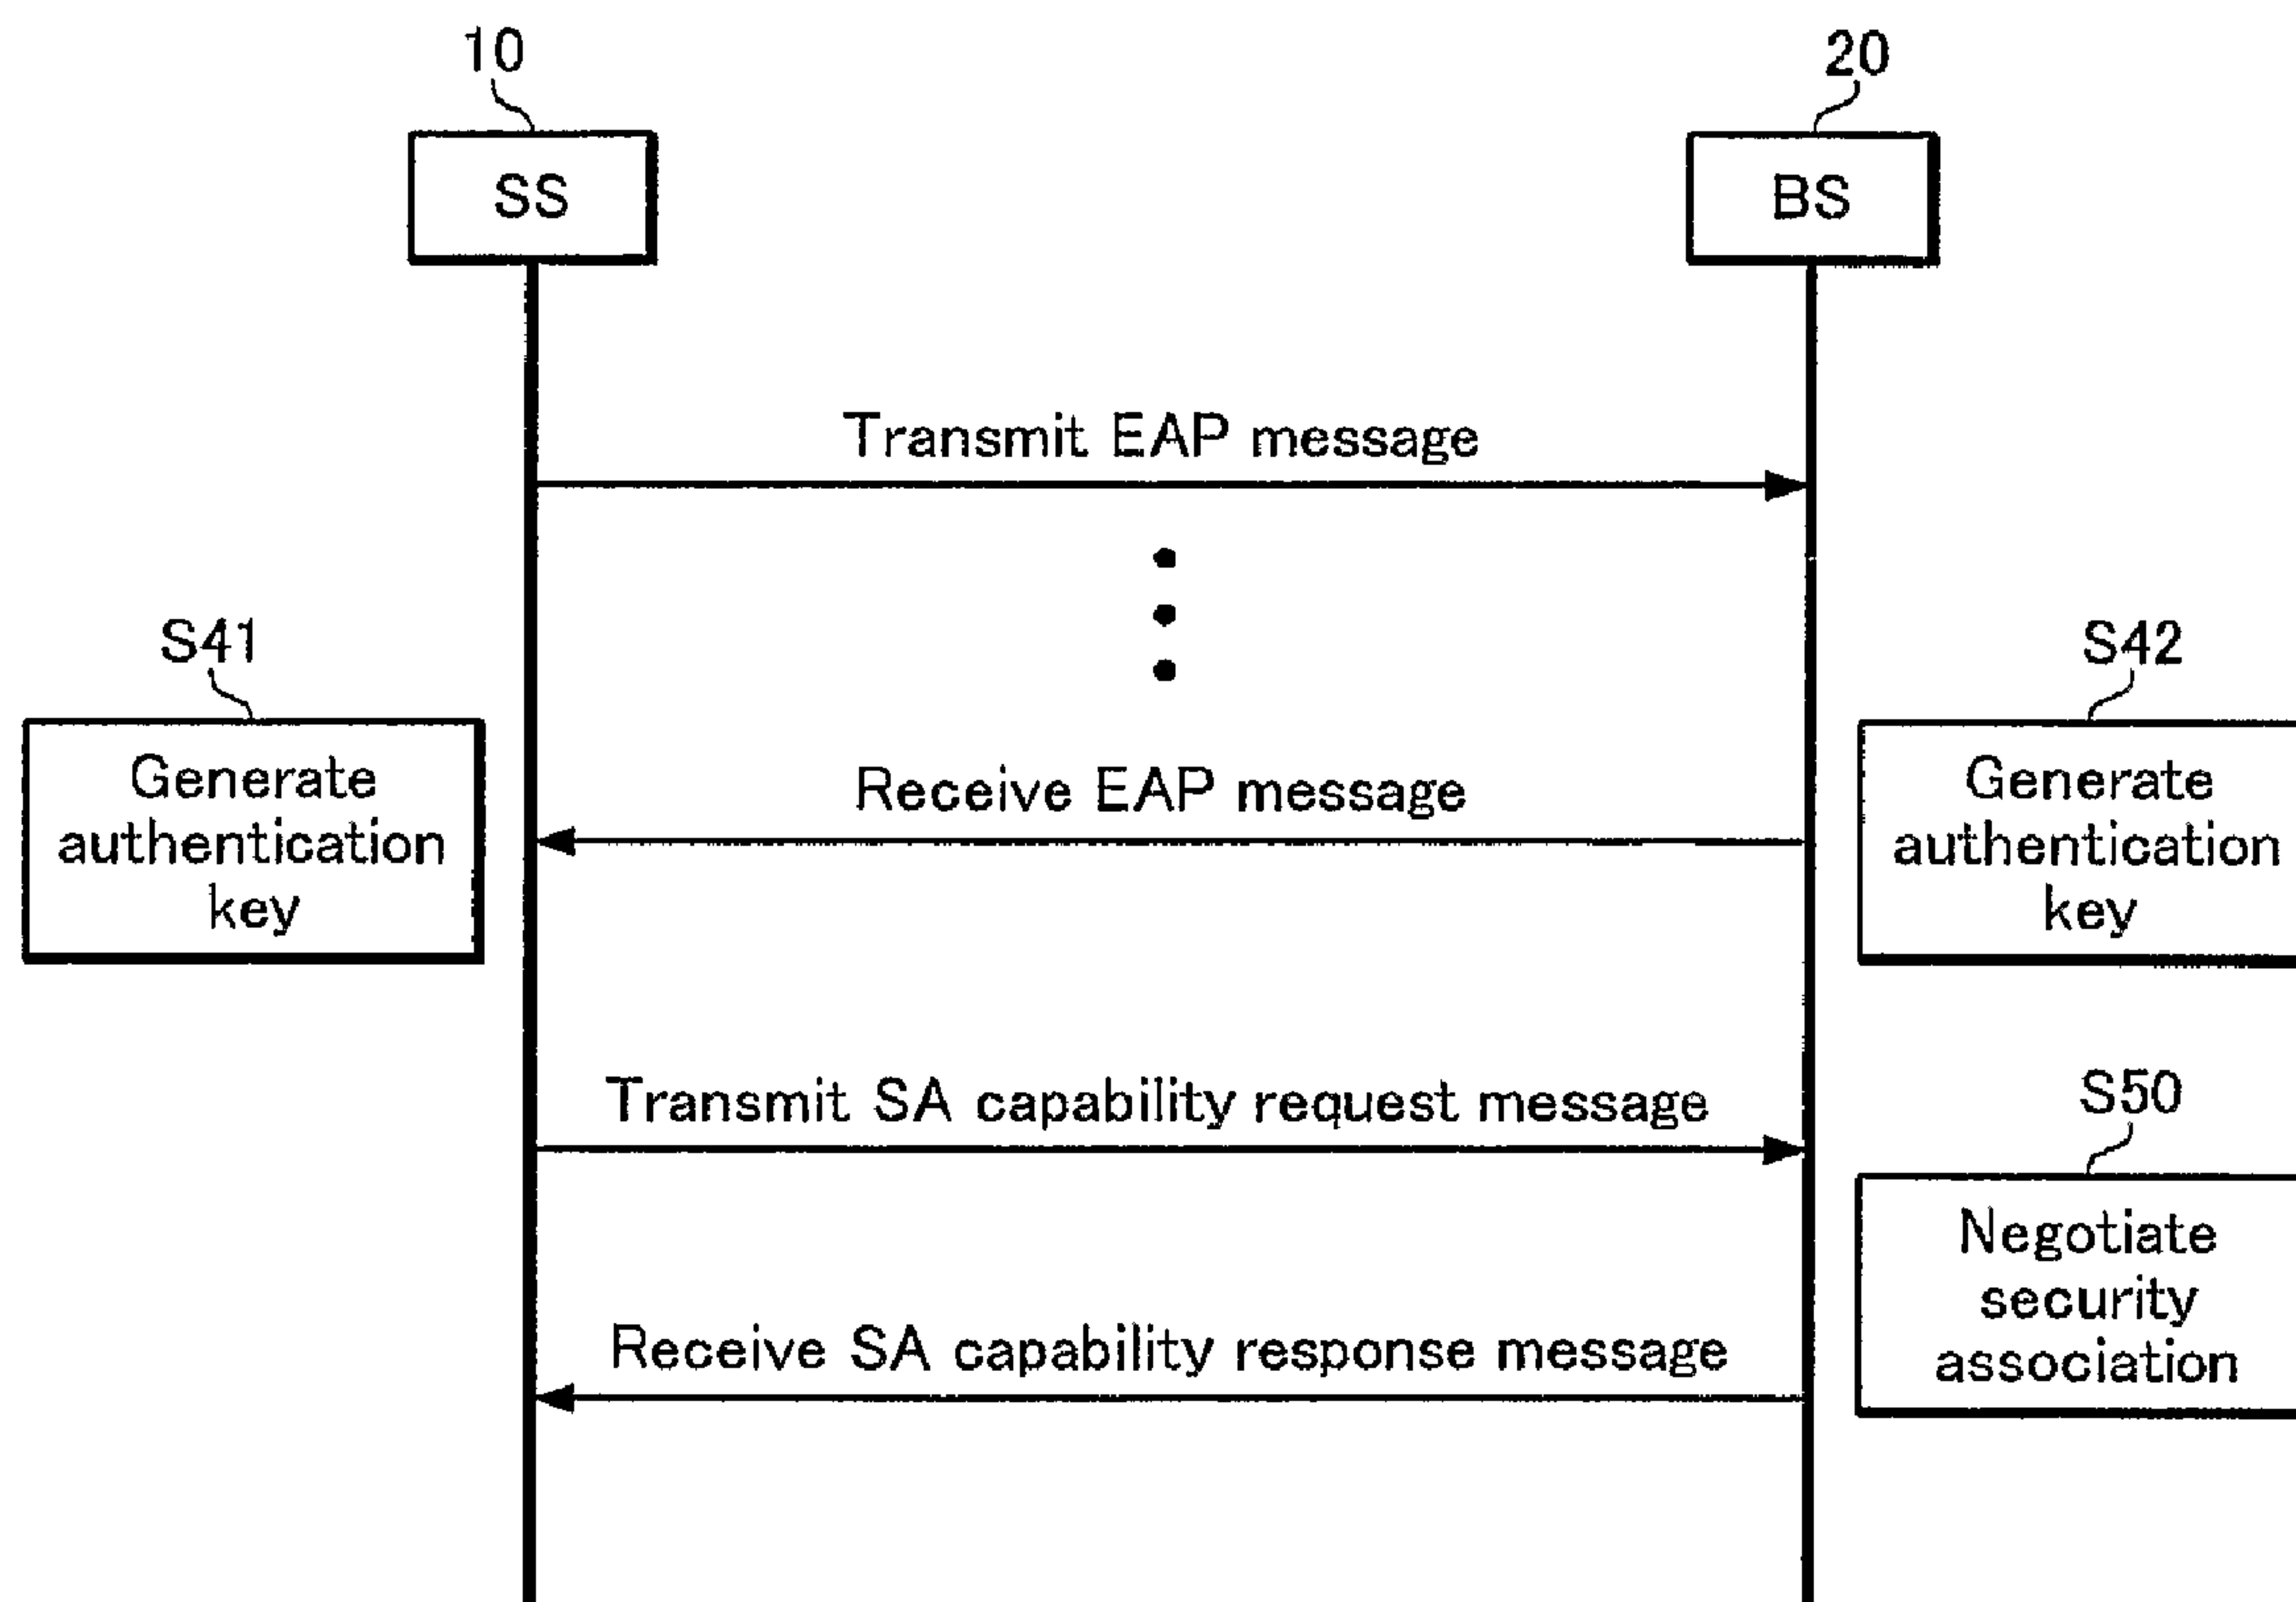 10
20
SS
BS
Transmit EAP message
S41
S42
Generate
authentication
key
Receive EAP message
Generate
authentication
key
Transmit SA capability request message
S50
Negotiate
security
association
Receive SA capability response message